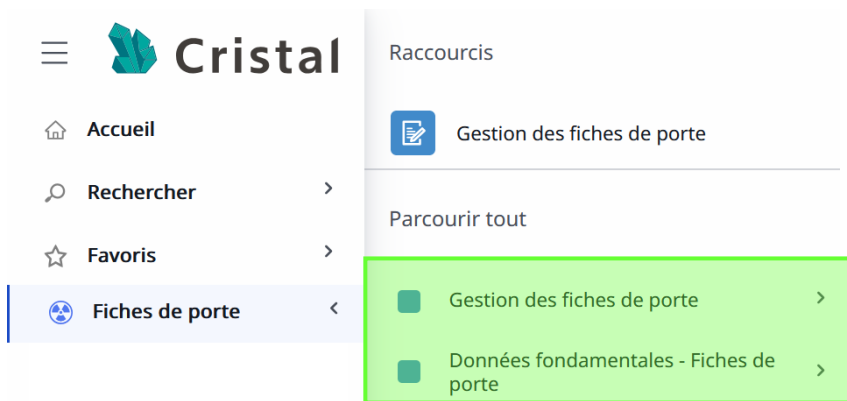 Cristal
Accueil
Rechercher
Favoris
Fiches de porte
Raccourcis
Gestion des fiches de porte
Parcourir tout
Gestion des fiches de porte
Données fondamentales - Fiches de
porte